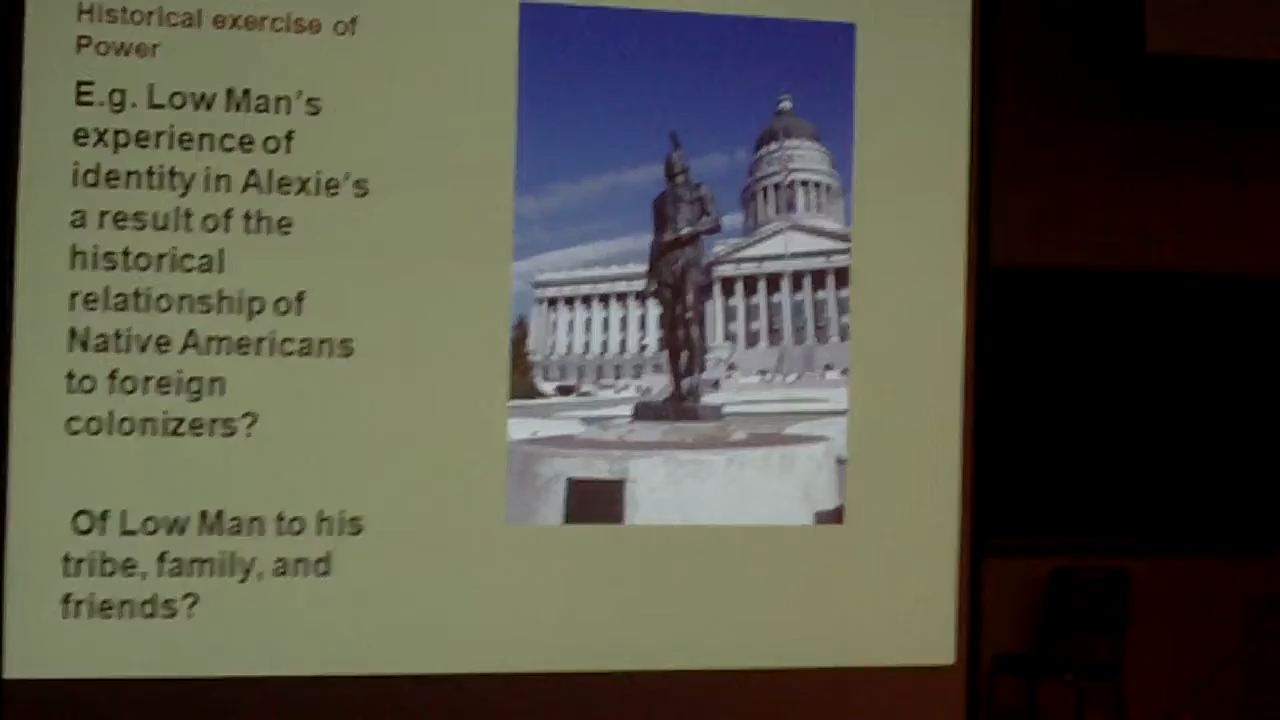 Historical exercise of
Power
E.g. Low Man's
experience of
identity in Alexie's
a result of the
historical
relationship of
Native Americans
to foreign
colonizers?
Of Low Man to his
tribe, family, and
friends?